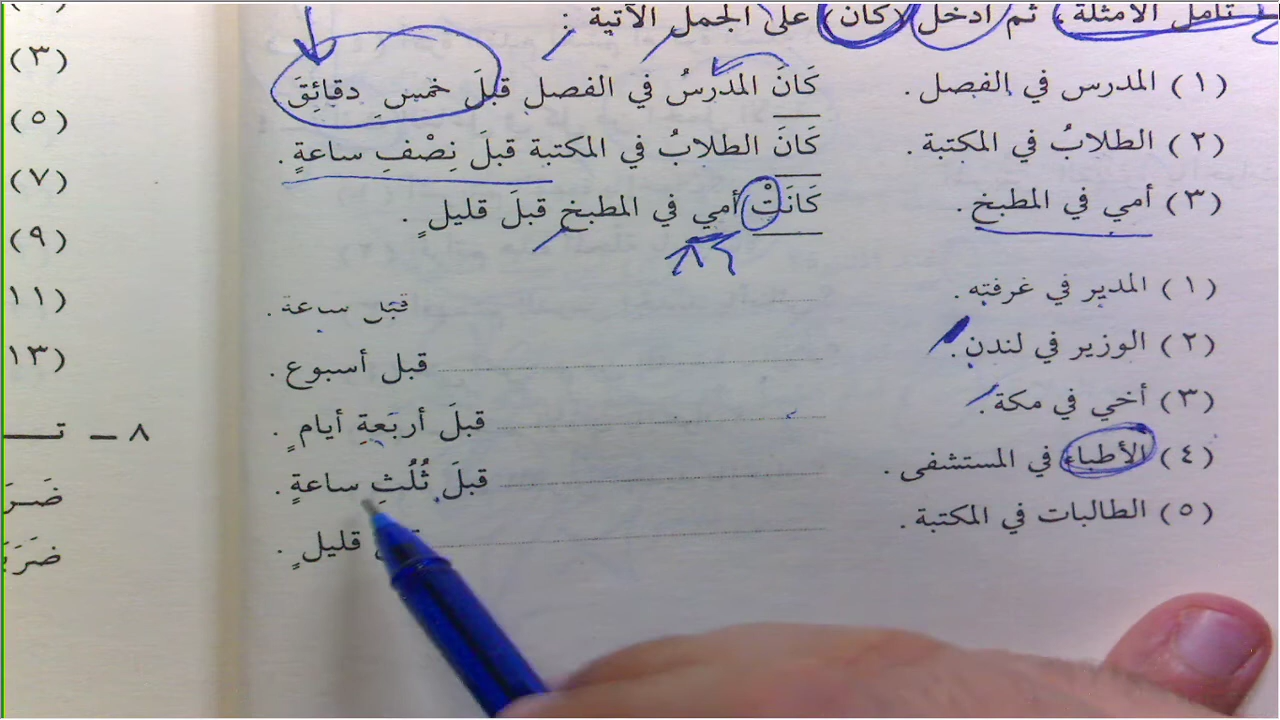 تأمل الأمثلة، ثم أدخل (كان) على الجمل الآتية :
(١) المدرس في الفصل . كَانَ المدرسُ في الفصل قبلَ خمسِ دقائِقَ
(٢) الطلابُ في المكتبة . كَانَ الطلابُ في المكتبة قبلَ نِصْفِ ساعةٍ .
(٣) أمي في المطبخ . كَانَتْ أمي في المطبخ قبلَ قليلٍ .
(١) المدير في غرفته . قبل ساعة .
(٢) الوزير في لندن . قبل أسبوع .
(٣) أخي في مكة . قبلَ أربَعةِ أيامٍ .
(٤) الأطباء في المستشفى . قبلَ ثُلُثِ ساعةٍ .
(٥) الطالبات في المكتبة . قليلٍ .
(٣)
(٥)
(٧)
(٩)
(١١
(١٣
٨ –